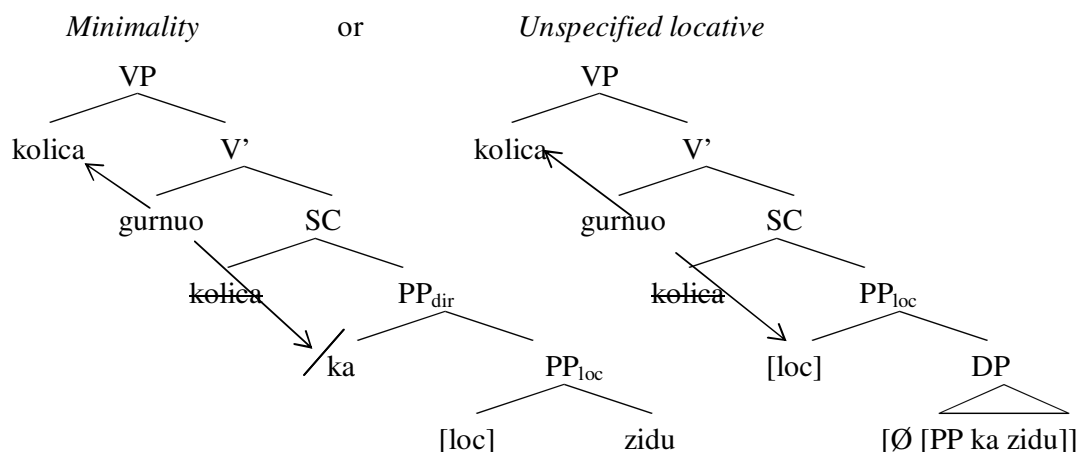 Minimality or Unspecified locative
VP VP
kolica V’ kolica V’
gurnuo SC gurnuo SC
kolica PPdir kolica PPloc
ka PPloc [loc] DP
[loc] zidu [Ø [PP ka zidu]]